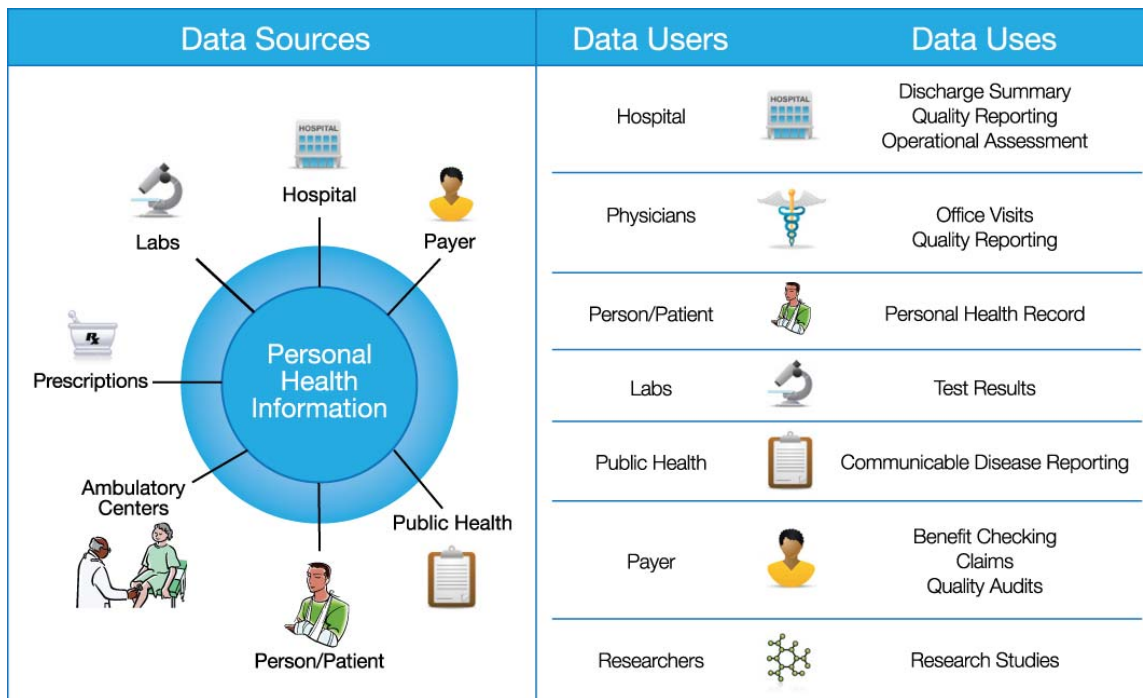 Data Sources
HOSPITAL
Hospital
Labs
Payer
Rx
Prescriptions
Personal
Health
Information
Ambulatory
Centers
Public Health
Person/Patient
Data Users
Data Uses
Hospital
HOSPITAL
Discharge Summary
Quality Reporting
Operational Assessment
Physicians
Office Visits
Quality Reporting
Person/Patient
Personal Health Record
Labs
Test Results
Public Health
Communicable Disease Reporting
Payer
Benefit Checking
Claims
Quality Audits
Researchers
Research Studies